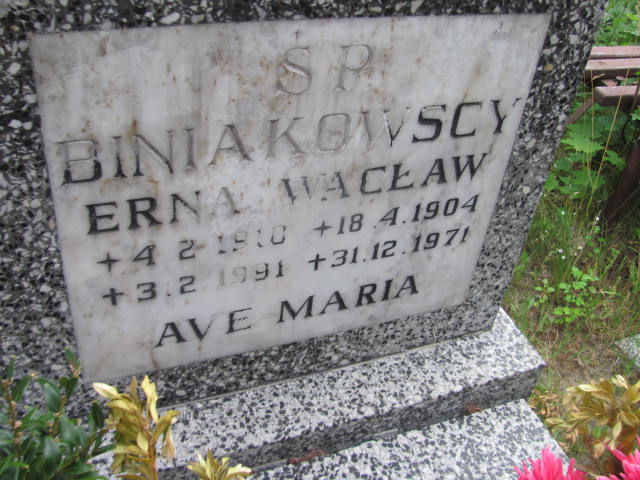 Ś P
BINIAKOWSCY
ERNA WACŁAW
+4.2.1910 +18.4.1904
+3.2.1991 +31.12.1971
AVE MARIA